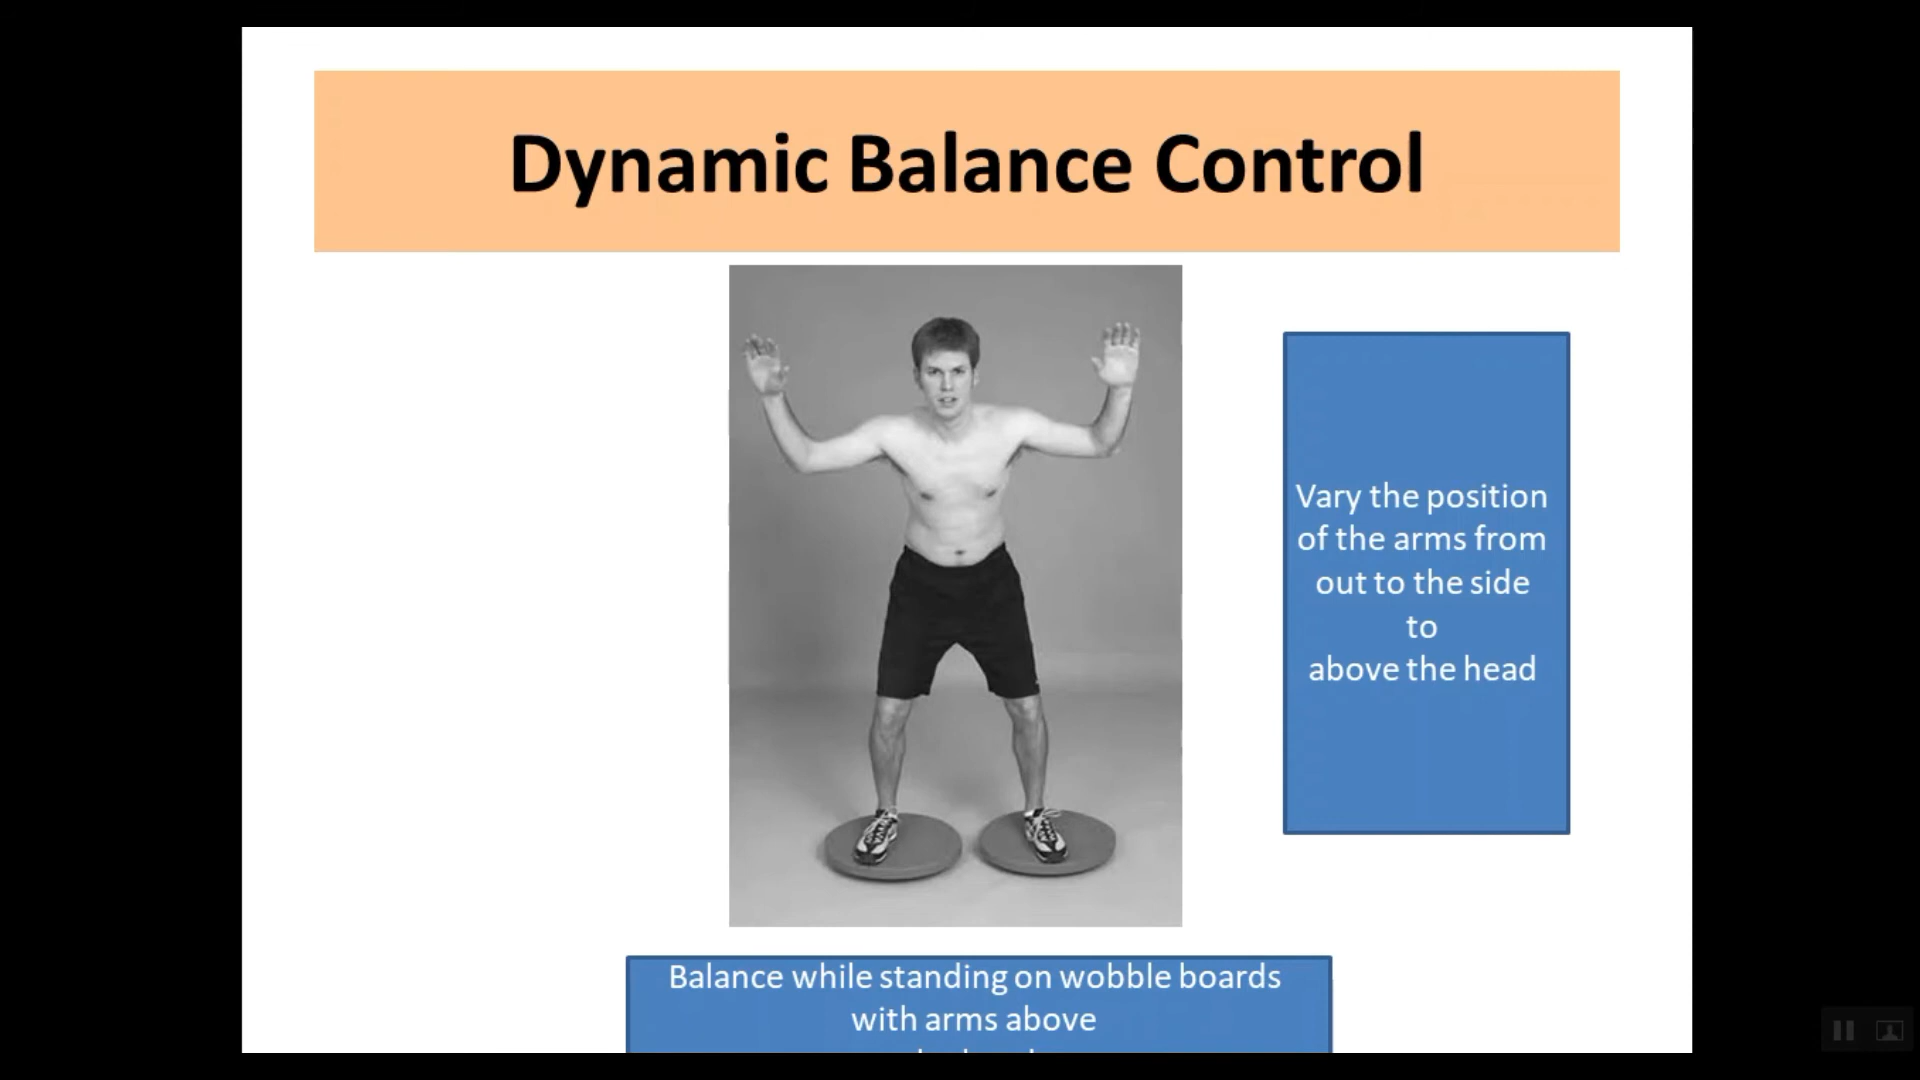 Dynamic Balance Control
Vary the position
of the arms from
out to the side
to
above the head
Balance while standing on wobble boards
with arms above